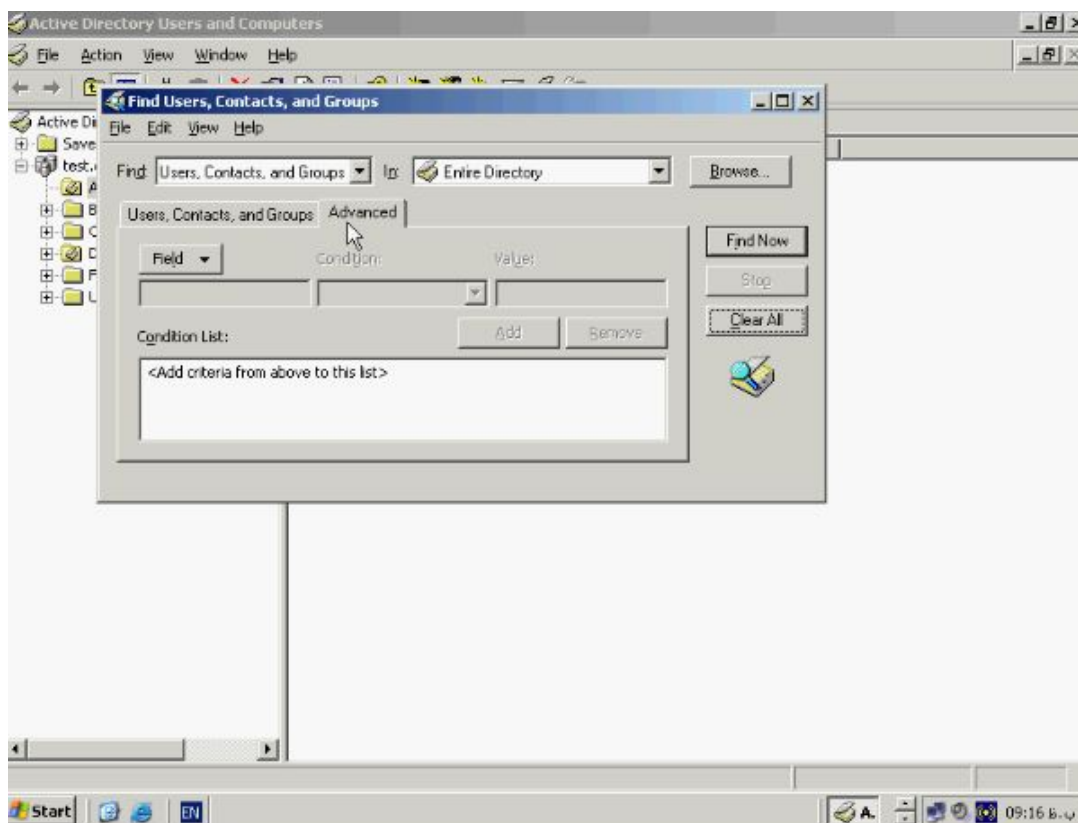 Active Directory Users and Computers
File Action View Window Help
Find Users, Contacts, and Groups
File Edit View Help
Active Di
Save
test.
Find: Users, Contacts, and Groups In: Entire Directory Browse...
Users, Contacts, and Groups Advanced
Field Condition: Value:
Find Now
Stop
Clear All
Add Remove
Condition List:
<Add criteria from above to this list>
A
B
C
D
F
U
Start EN A. 09:16 ب.ظ